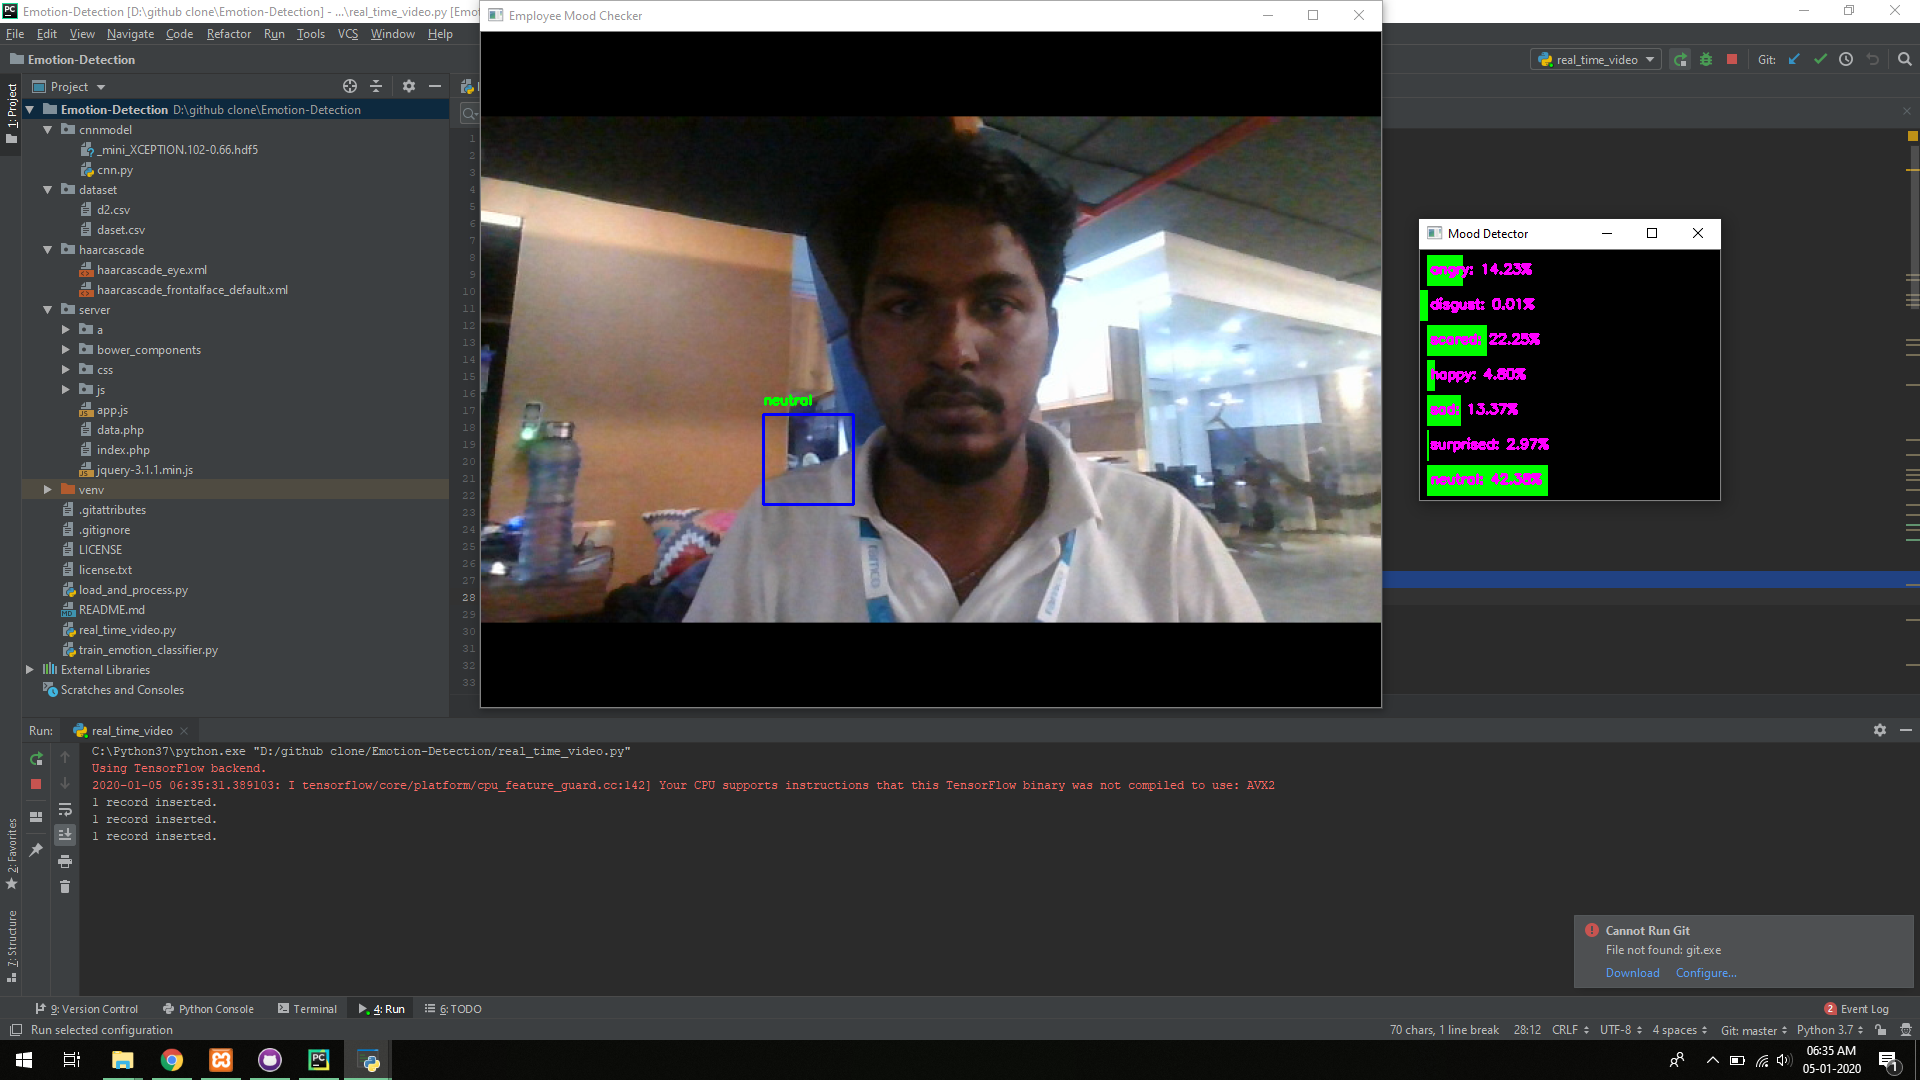 Emotion-Detection [D:\github clone\Emotion-Detection] - ...\real_time_video.py [Emot
File Edit View Navigate Code Refactor Run Tools VCS Window Help
Emotion-Detection
real_time_video
Git:
1: Project
Project
Emotion-Detection D:\github clone\Emotion-Detection
cnnmodel
_mini_XCEPTION.102-0.66.hdf5
cnn.py
dataset
d2.csv
daset.csv
haarcascade
haarcascade_eye.xml
haarcascade_frontalface_default.xml
server
a
bower_components
css
js
app.js
data.php
index.php
jquery-3.1.1.min.js
venv
.gitattributes
.gitignore
LICENSE
license.txt
load_and_process.py
README.md
real_time_video.py
train_emotion_classifier.py
External Libraries
Scratches and Consoles
1
2
3
4
5
6
7
8
9
10
11
12
13
14
15
16
17
18
19
20
21
22
23
24
25
26
27
28
29
30
31
32
33
Employee Mood Checker
neutral
ramco
ramco
Mood Detector
angry: 14.23%
disgust: 0.01%
scared: 22.25%
happy: 4.80%
sad: 13.37%
surprised: 2.97%
neutral: 42.38%
Run: real_time_video
C:\Python37\python.exe "D:/github clone/Emotion-Detection/real_time_video.py"
Using TensorFlow backend.
2020-01-05 06:35:31.389103: I tensorflow/core/platform/cpu_feature_guard.cc:142] Your CPU supports instructions that this TensorFlow binary was not compiled to use: AVX2
1 record inserted.
1 record inserted.
1 record inserted.
2: Favorites
7: Structure
Cannot Run Git
File not found: git.exe
Download Configure...
9: Version Control Python Console Terminal 4: Run 6: TODO
2 Event Log
Run selected configuration
70 chars, 1 line break 28:12 CRLF UTF-8 4 spaces Git: master Python 3.7
06:35 AM
05-01-2020
1